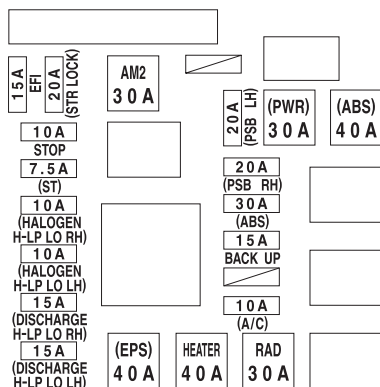 15A
EFI
20A
(STR LOCK)
AM2
30A
20A
(PSB LH)
(PWR)
30A
(ABS)
40A
10A
STOP
7.5A
(ST)
10A
(HALOGEN
H-LP LO RH)
10A
(HALOGEN
H-LP LO LH)
15A
(DISCHARGE
H-LP LO RH)
15A
(DISCHARGE
H-LP LO LH)
20A
(PSB RH)
30A
(ABS)
15A
BACK UP
10A
(A/C)
(EPS)
40A
HEATER
40A
RAD
30A